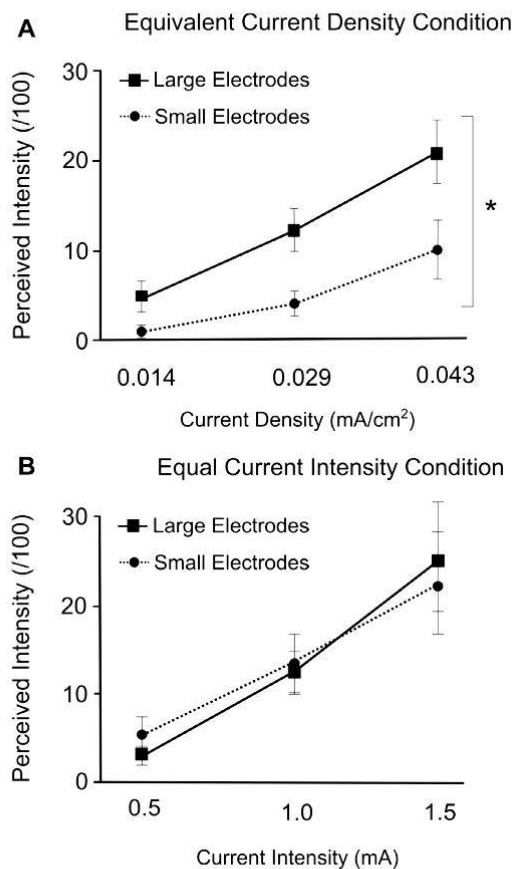 A
Equivalent Current Density Condition
Perceived Intensity (/100)
30
20
10
0
Large Electrodes
Small Electrodes
*
0.014 0.029 0.043
Current Density (mA/cm²)
B
Equal Current Intensity Condition
Perceived Intensity (/100)
30
20
10
0
Large Electrodes
Small Electrodes
0.5 1.0 1.5
Current Intensity (mA)